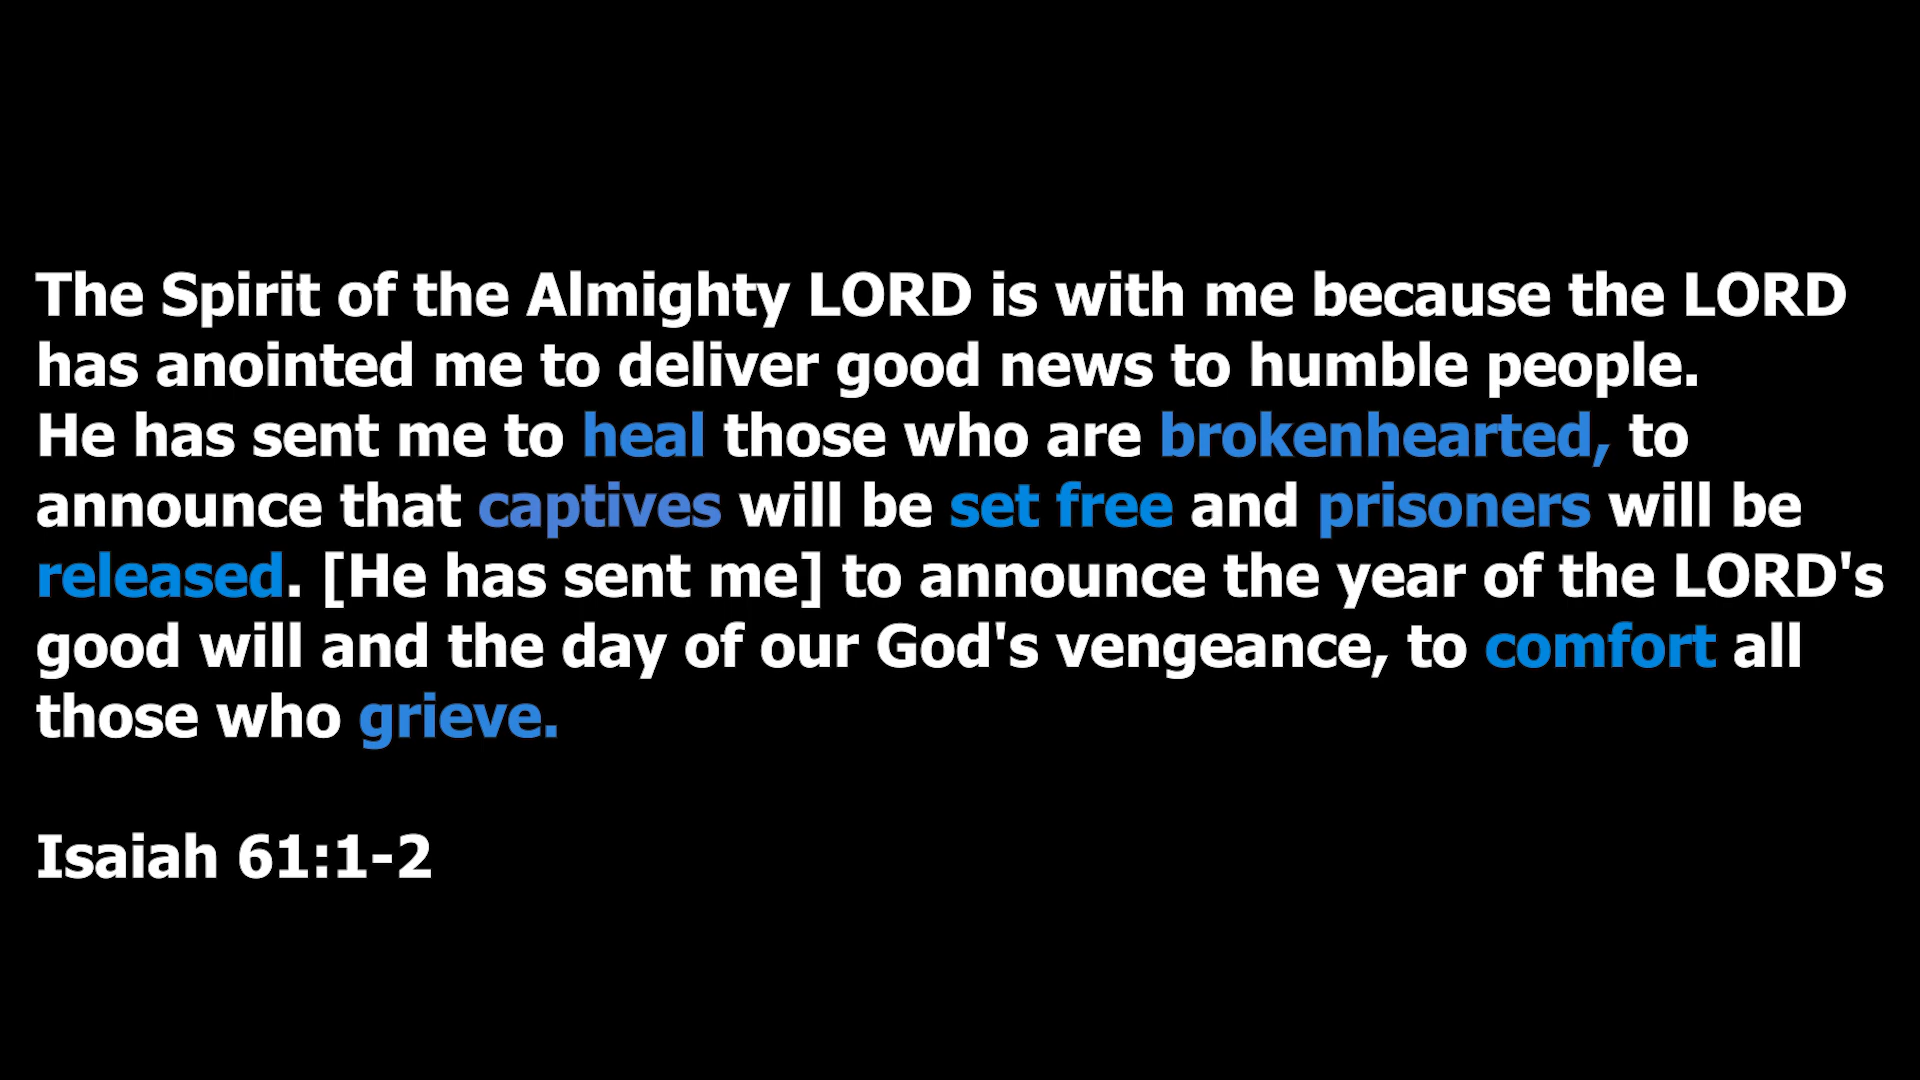 The Spirit of the Almighty LORD is with me because the LORD
has anointed me to deliver good news to humble people.
He has sent me to heal those who are brokenhearted, to
announce that captives will be set free and prisoners will be
released. [He has sent me] to announce the year of the LORD's
good will and the day of our God's vengeance, to comfort all
those who grieve.
Isaiah 61:1-2